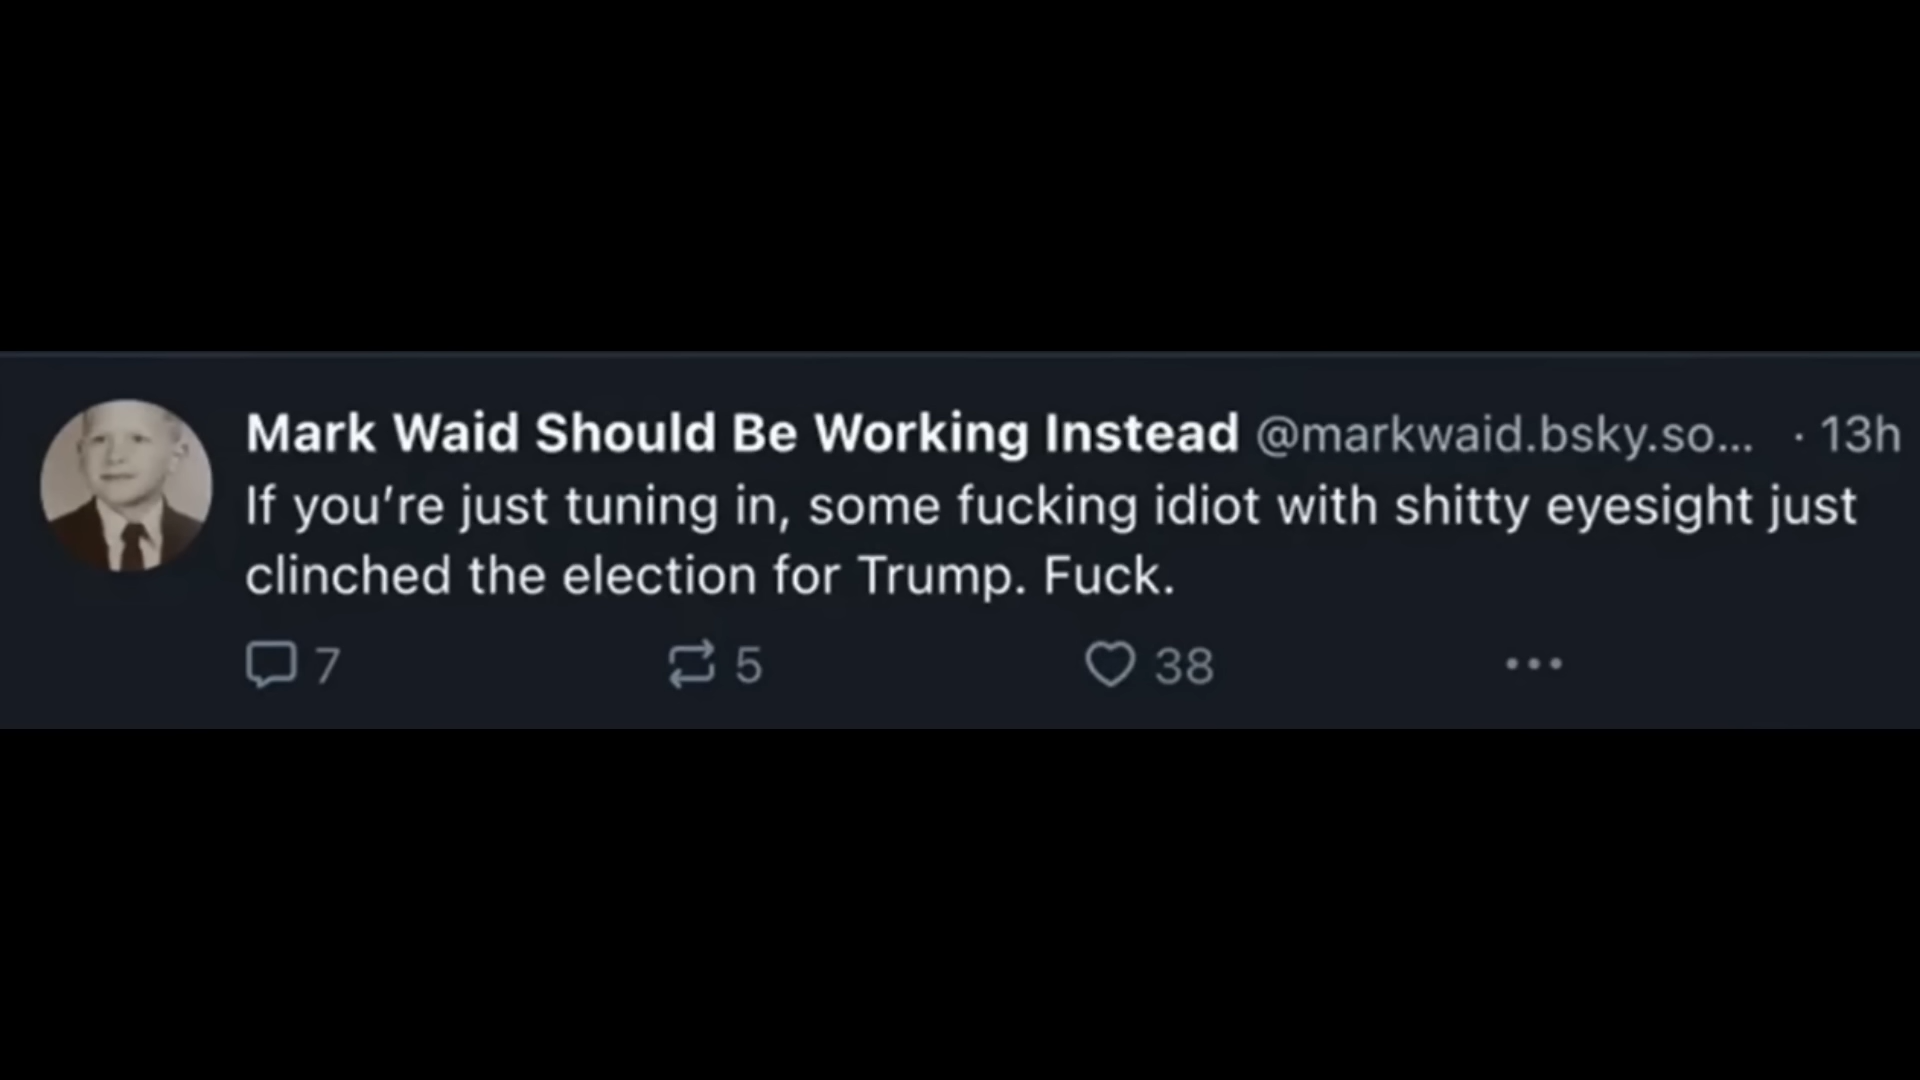 Mark Waid Should Be Working Instead @markwaid.bsky.so... · 13h
If you’re just tuning in, some fucking idiot with shitty eyesight just
clinched the election for Trump. Fuck.
7 5 38